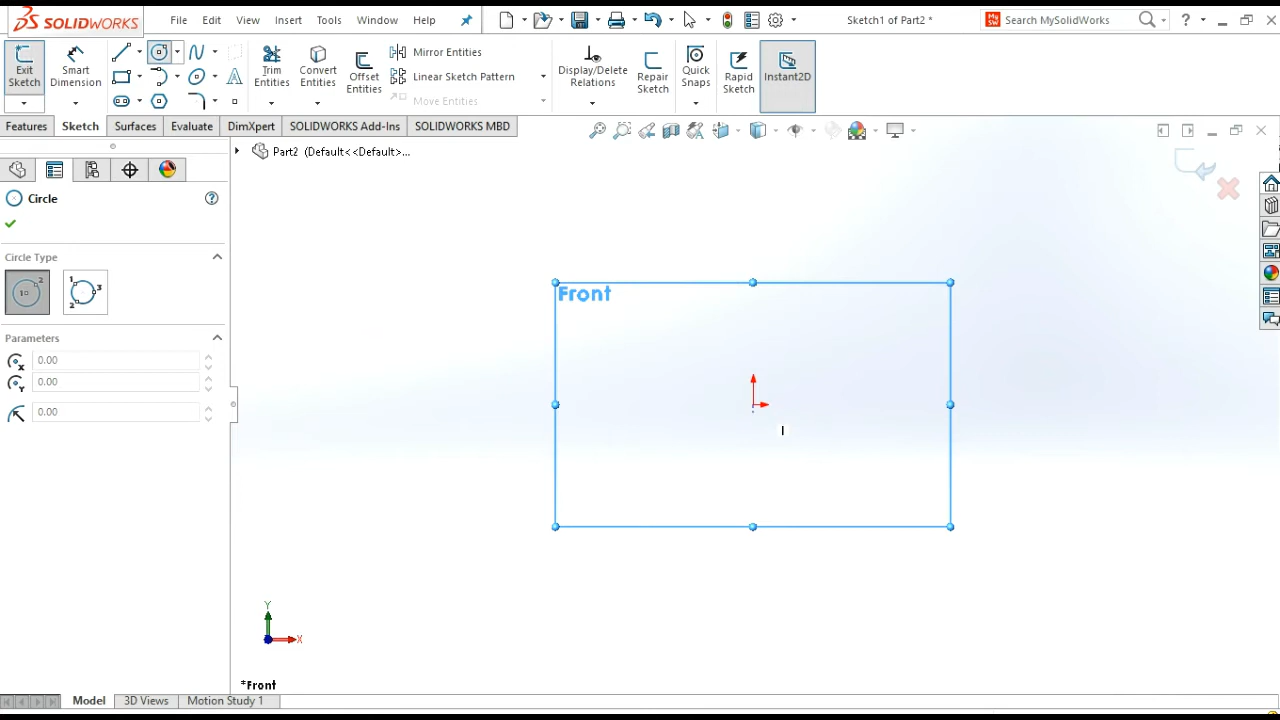 SOLIDWORKS File Edit View Insert Tools Window Help Sketch1 of Part2 * Search MySolidWorks ?
Exit Sketch Smart Dimension Trim Entities Convert Entities Offset Entities Mirror Entities Linear Sketch Pattern Move Entities Display/Delete Relations Repair Sketch Quick Snaps Rapid Sketch Instant2D
Features Sketch Surfaces Evaluate DimXpert SOLIDWORKS Add-Ins SOLIDWORKS MBD
Part2 (Default<<Default>...
Circle ?
Circle Type
Parameters
0.00
0.00
0.00
Front
Y
X
*Front
Model 3D Views Motion Study 1